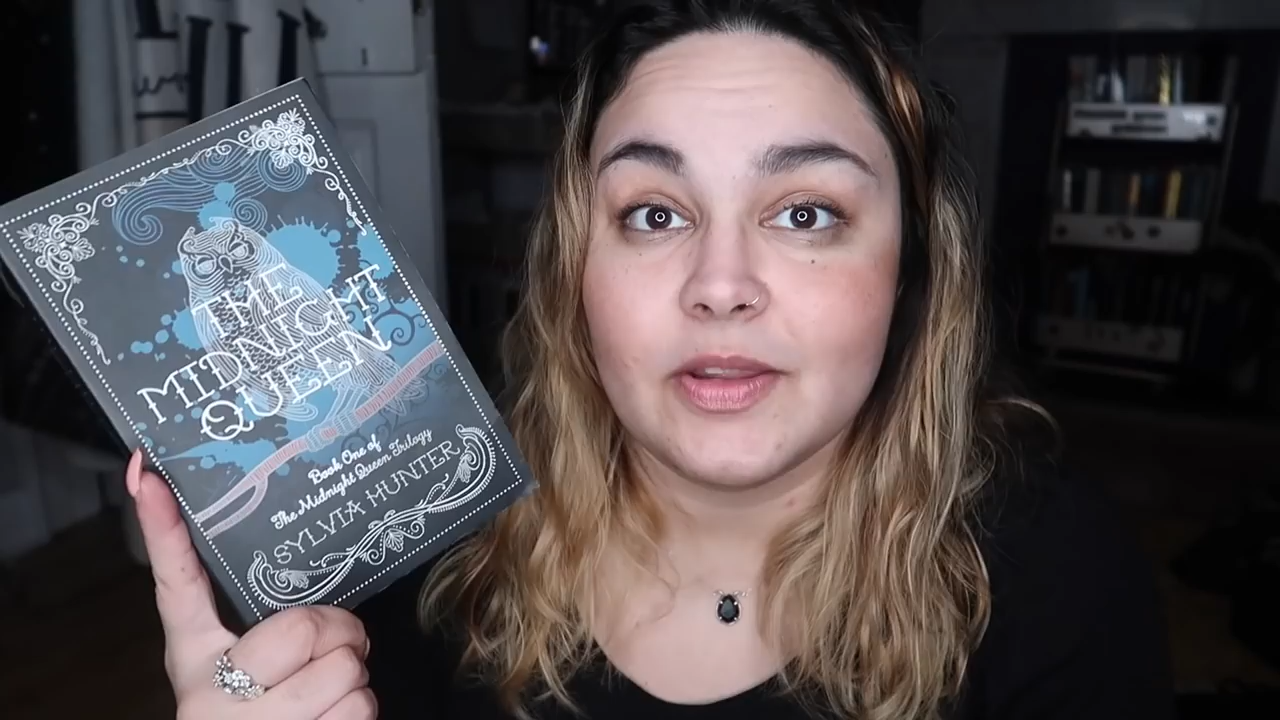 THE
MIDNIGHT
QUEEN
Book One of
The Midnight Queen Trilogy
SYLVIA HUNTER